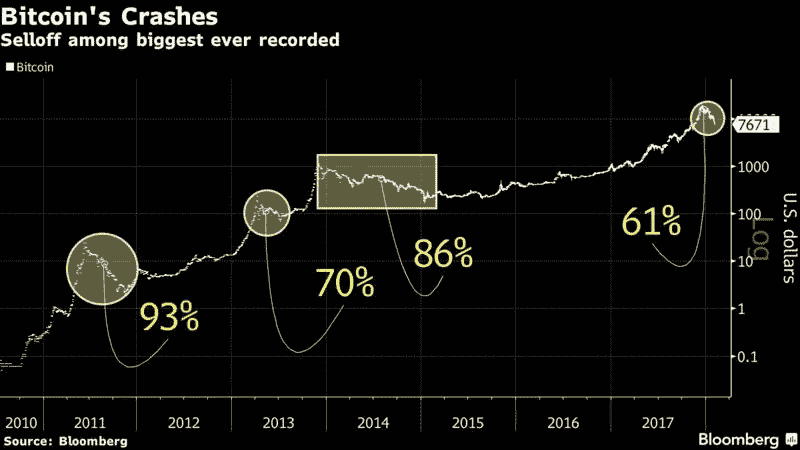 Bitcoin's Crashes
Selloff among biggest ever recorded
Bitcoin
93%
70%
86%
61%
7671
1000
100
10
1
0.1
U.S. dollars
Log
2010 2011 2012 2013 2014 2015 2016 2017
Source: Bloomberg
Bloomberg